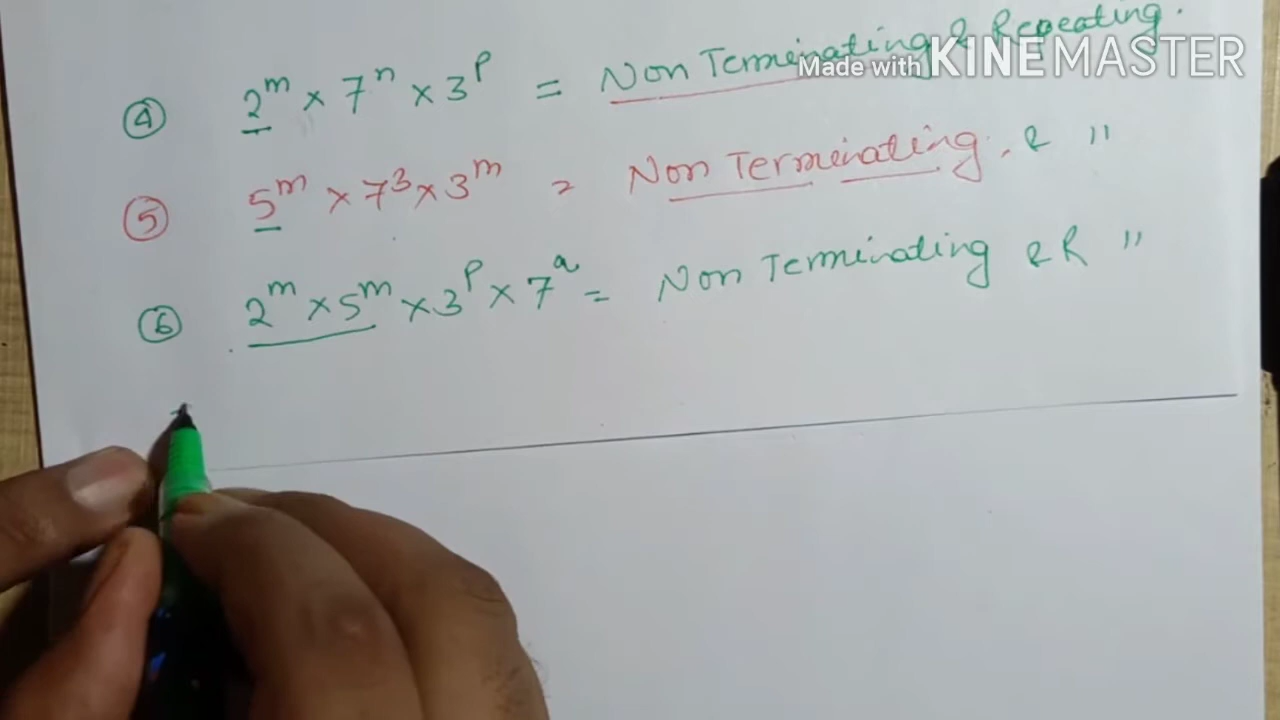 ④ 2^m × 7^n × 3^p = Non Terminating & Repeating.
Made with KINEMASTER
⑤ 5^m × 7^3 × 3^m = Non Terminating. & "
⑥ 2^m × 5^m × 3^p × 7^a = Non Terminating & R "